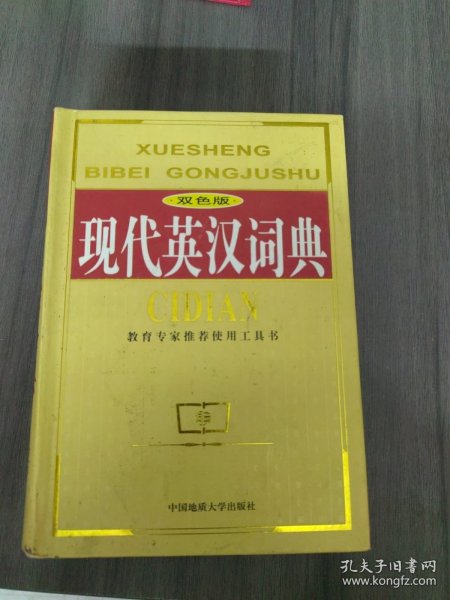 XUESHENG
BIBEI GONGJUSHU
·双色版·
现代英汉词典
CIDIAN
教育专家推荐使用工具书
中国地质大学出版社
孔夫子旧书网
www.kongfz.com